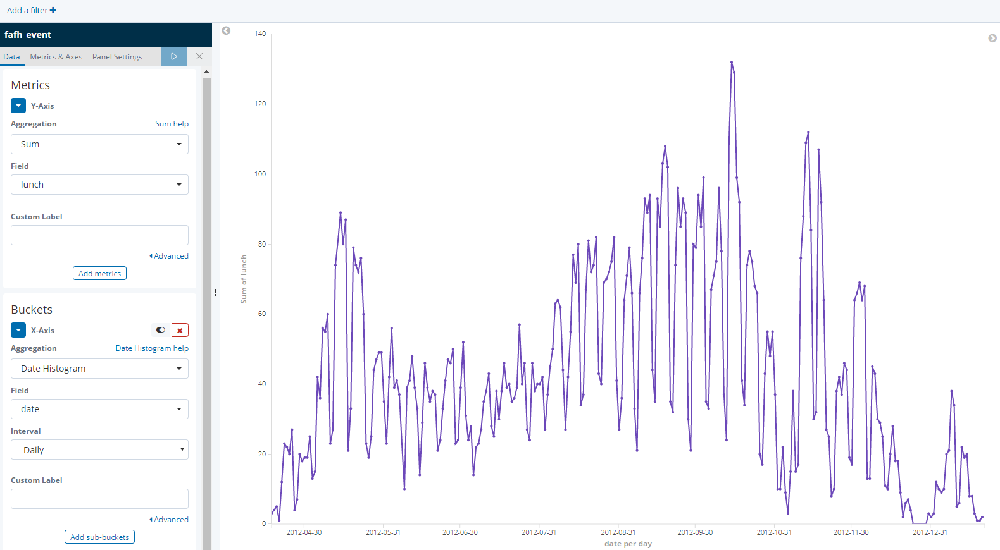 Add a filter
fafh_event
Data Metrics & Axes Panel Settings
Metrics
Y-Axis
Aggregation Sum help
Sum
Field
lunch
Custom Label
Advanced
Add metrics
Buckets
X-Axis
Aggregation Date Histogram help
Date Histogram
Field
date
Interval
Daily
Custom Label
Advanced
Add sub-buckets
140
120
100
80
60
40
20
0
Sum of lunch
2012-04-30 2012-05-31 2012-06-30 2012-07-31 2012-08-31 2012-09-30 2012-10-31 2012-11-30 2012-12-31
date per day